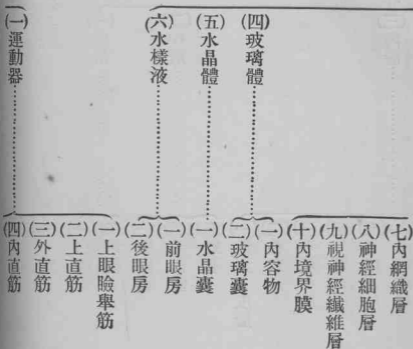 (七)內網織層
(八)神經細胞層
(九)視神經纖維層
(十)內境界膜
(四)玻璃體
(一)內容物
(二)玻璃囊
(五)水晶體
(一)水晶囊
(六)水樣液
(一)前眼房
(二)後眼房
(一)運動器
(一)上眼瞼舉筋
(二)上直筋
(三)外直筋
(四)內直筋